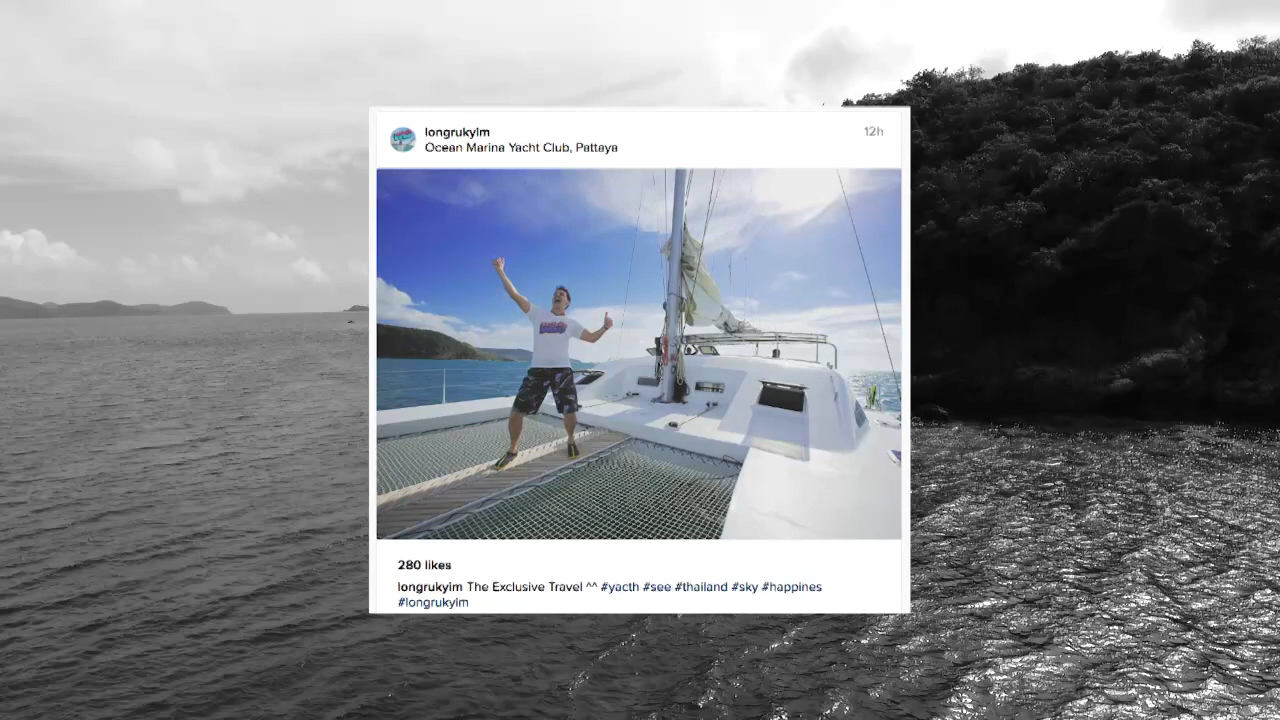 longrukyim
12h
Ocean Marina Yacht Club, Pattaya
280 likes
longrukyim The Exclusive Travel ^^ #yacth #see #thailand #sky #happines
#longrukyim